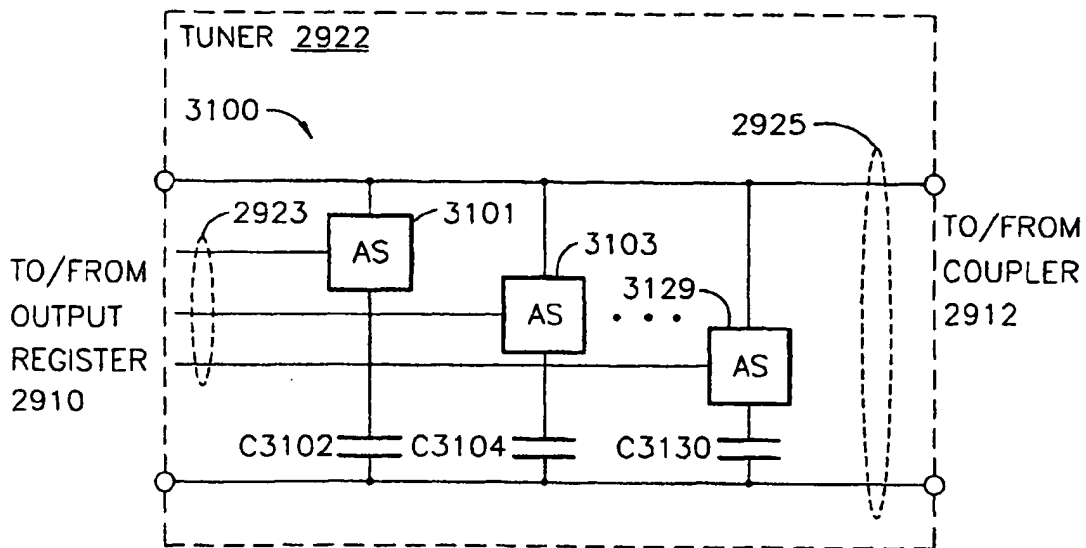 TUNER 2922
3100
2925
2923
3101
AS
3103
AS
3129
AS
TO/FROM
OUTPUT
REGISTER
2910
TO/FROM
COUPLER
2912
C3102
C3104
C3130